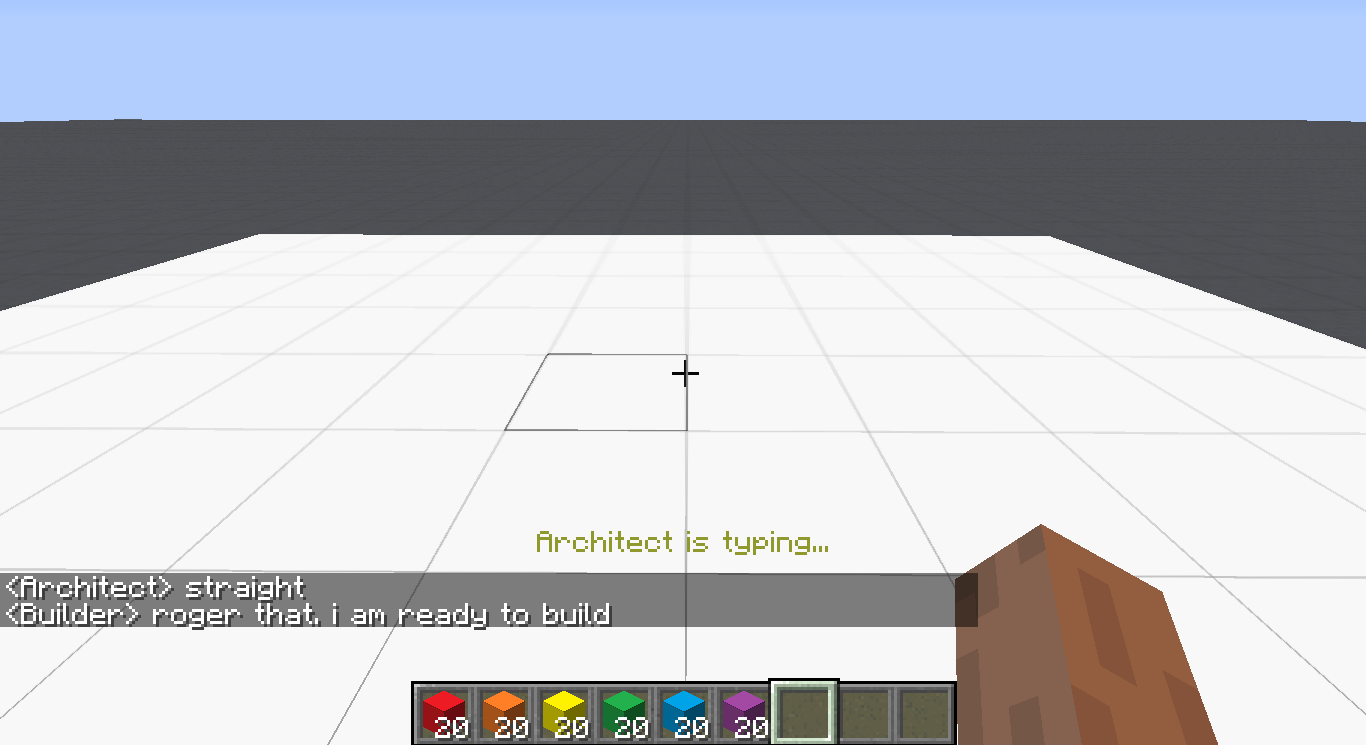 Architect is typing...
<Architect> straight
<Builder> roger that. i am ready to build
20 20 20 20 20 20